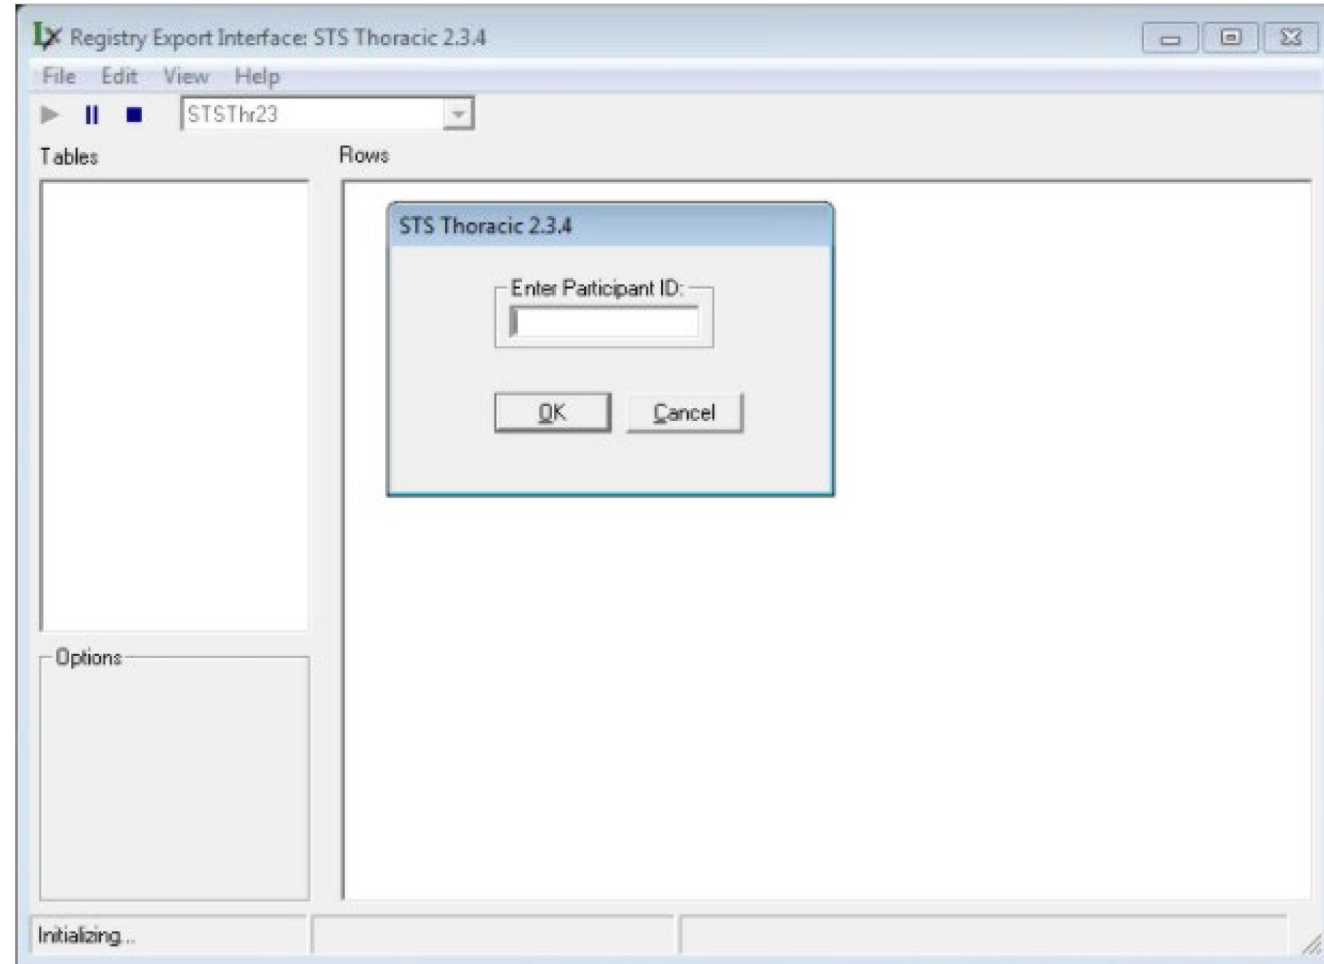 Lx Registry Export Interface: STS Thoracic 2.3.4
File Edit View Help
STSThr23
Tables Rows
STS Thoracic 2.3.4
Enter Participant ID:
OK Cancel
Options
Initializing...